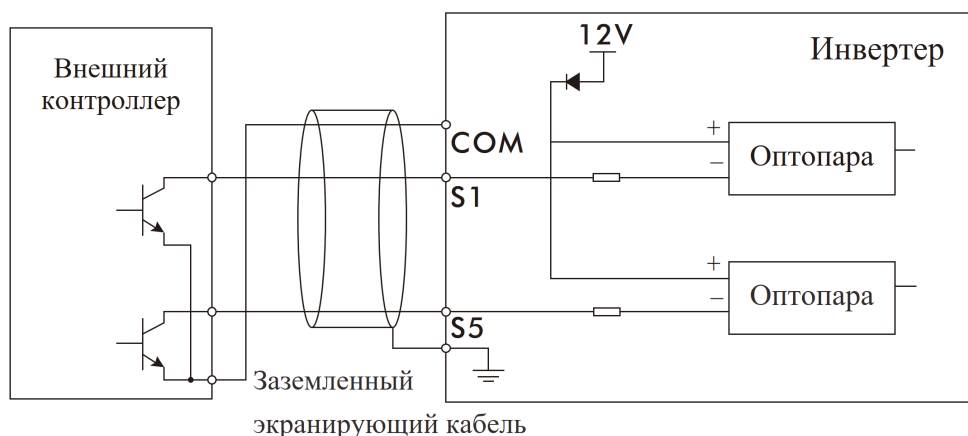 12V
Инвертер
Внешний
контроллер
COM
+
Оптопара
−
S1
+
Оптопара
−
S5
Заземленный
экранирующий кабель